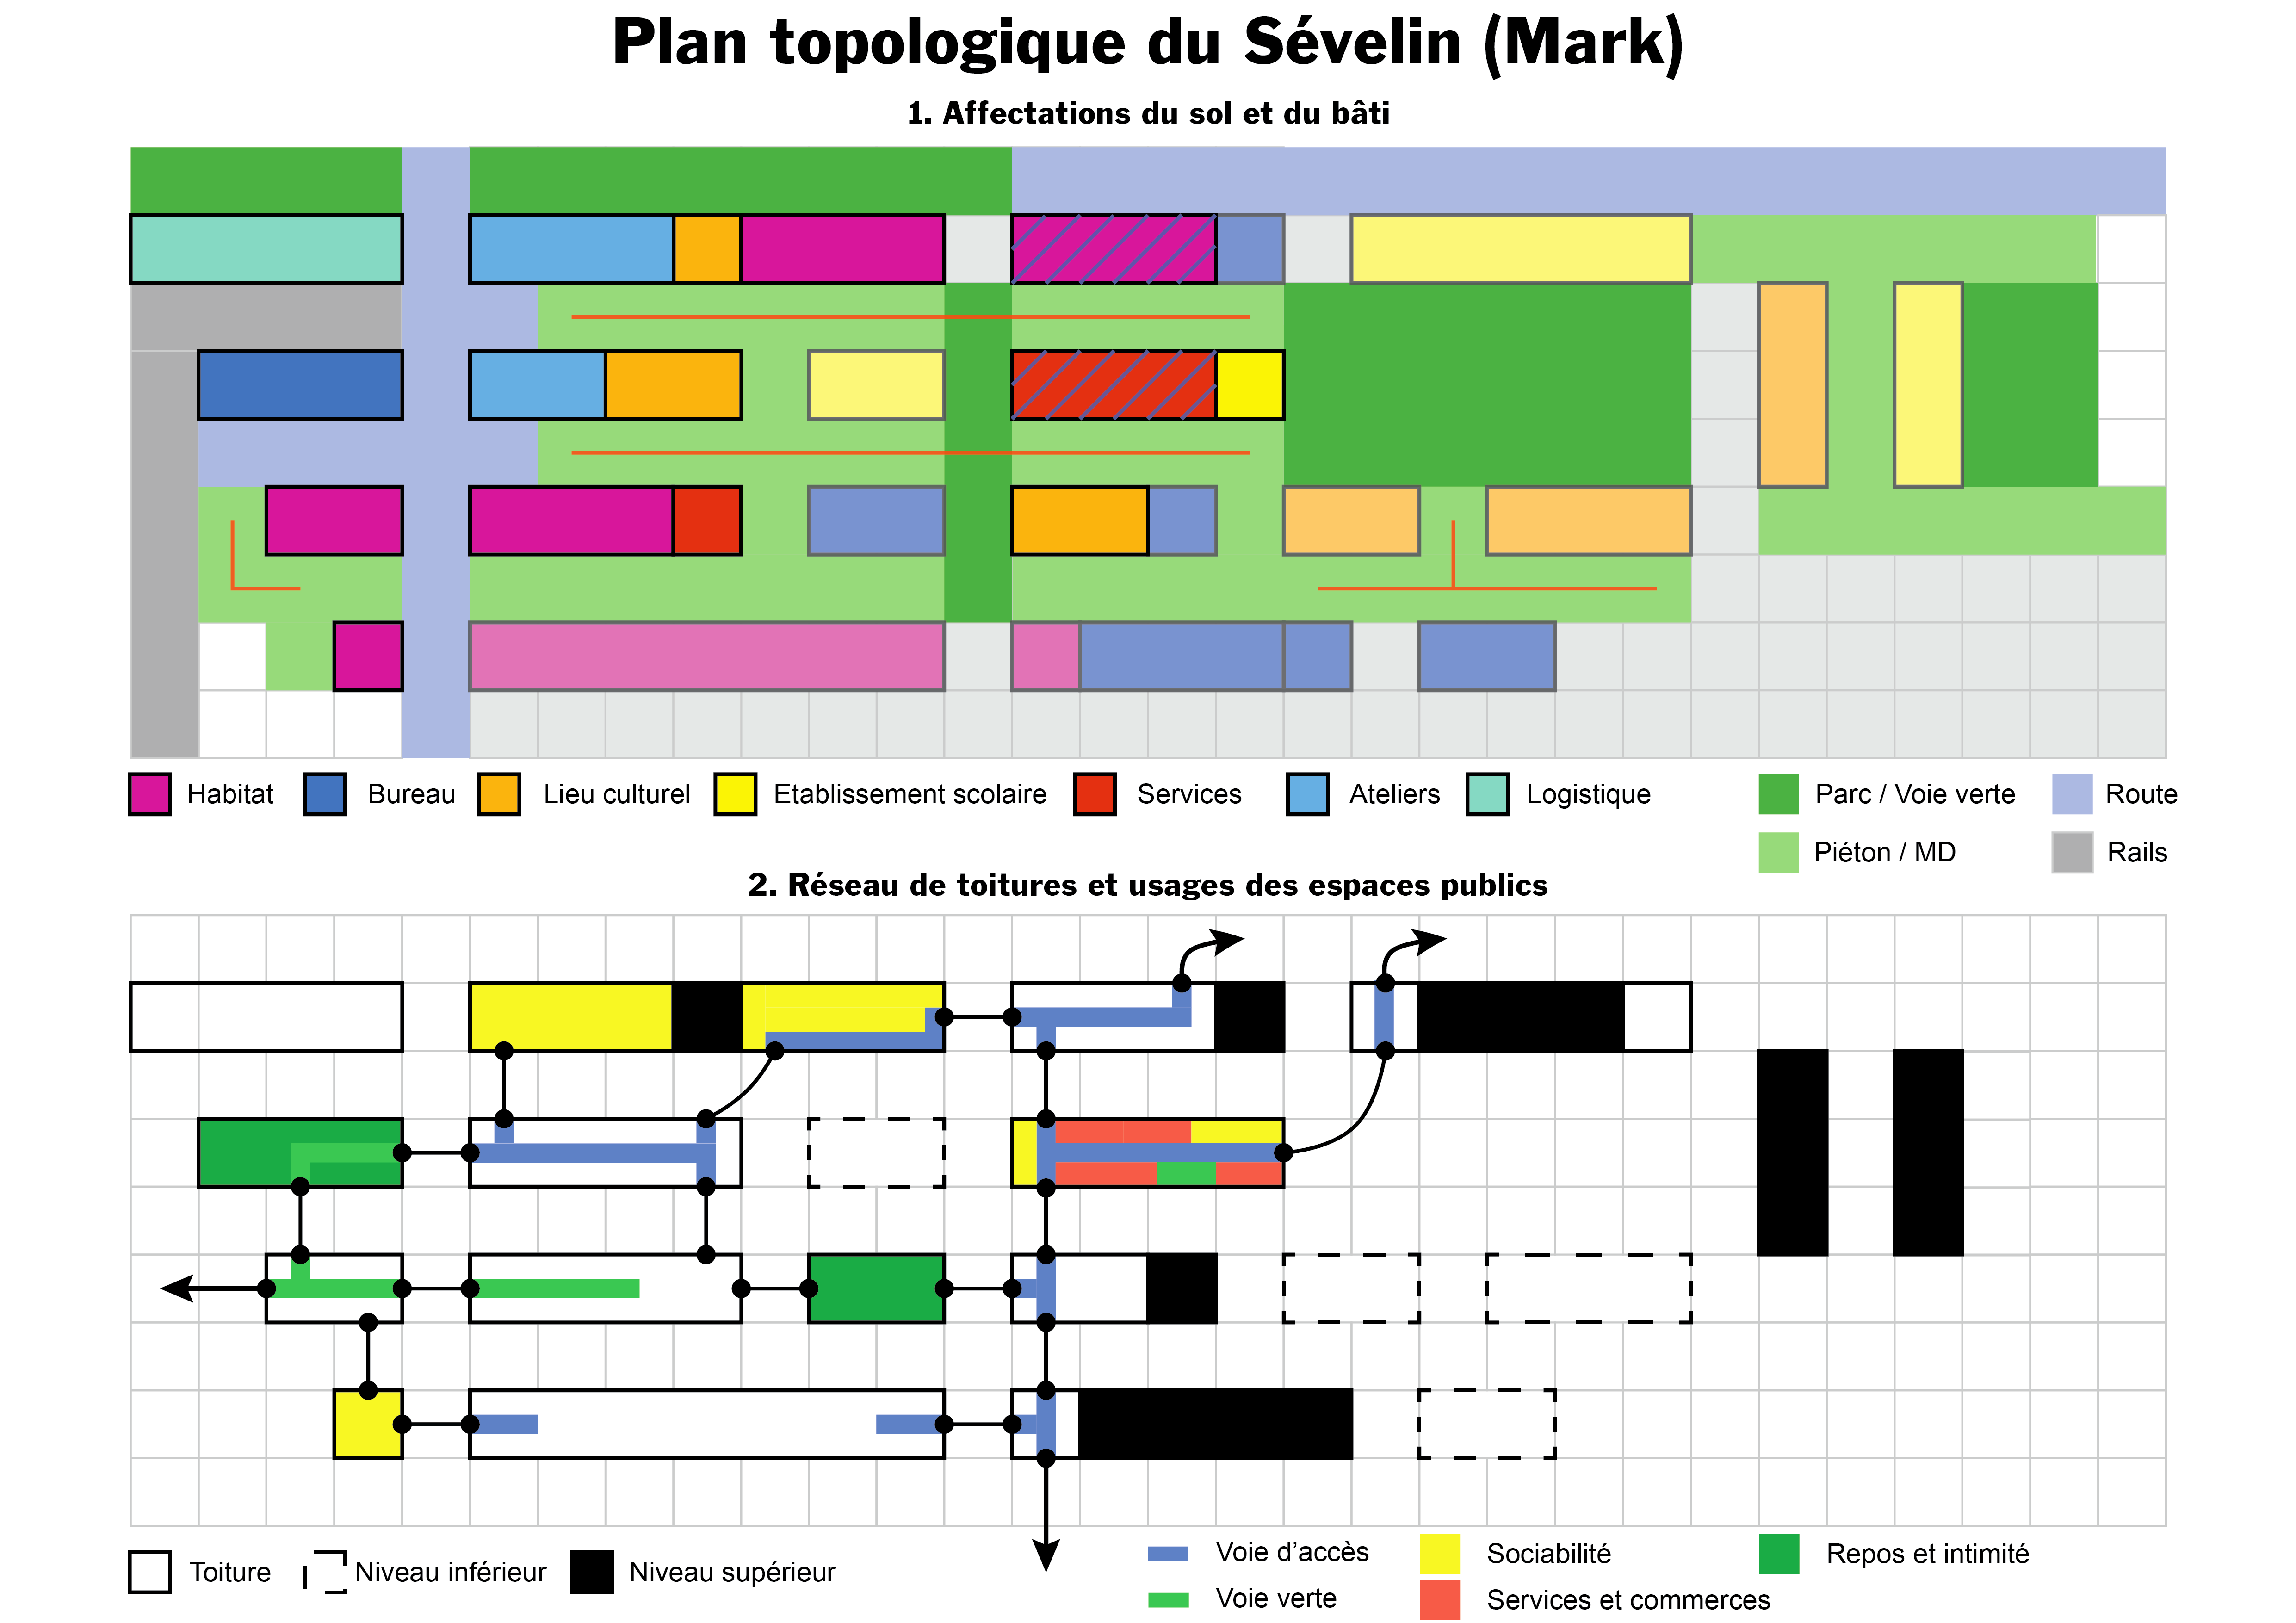 Plan topologique du Sévelin (Mark)
1. Affectations du sol et du bâti
Habitat Bureau Lieu culturel Etablissement scolaire Services Ateliers Logistique Parc / Voie verte Route
Piéton / MD Rails
2. Réseau de toitures et usages des espaces publics
Toiture Niveau inférieur Niveau supérieur Voie d’accès Sociabilité Repos et intimité
Voie verte Services et commerces